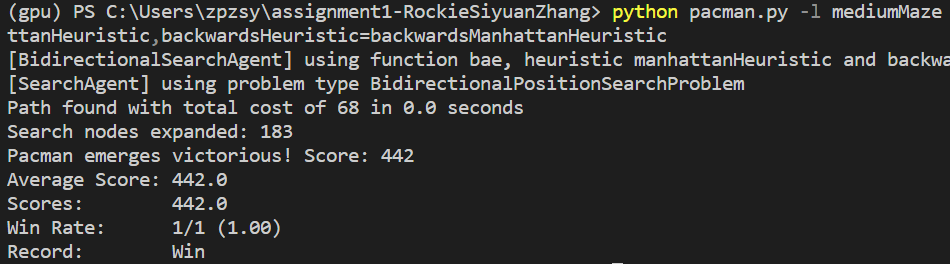 (gpu) PS C:\Users\zpzsy\assignment1-RockieSiyuanZhang> python pacman.py -l mediumMaze
ttanHeuristic,backwardsHeuristic=backwardsManhattanHeuristic
[BidirectionalSearchAgent] using function bae, heuristic manhattanHeuristic and backwa
[SearchAgent] using problem type BidirectionalPositionSearchProblem
Path found with total cost of 68 in 0.0 seconds
Search nodes expanded: 183
Pacman emerges victorious! Score: 442
Average Score: 442.0
Scores:        442.0
Win Rate:      1/1 (1.00)
Record:        Win